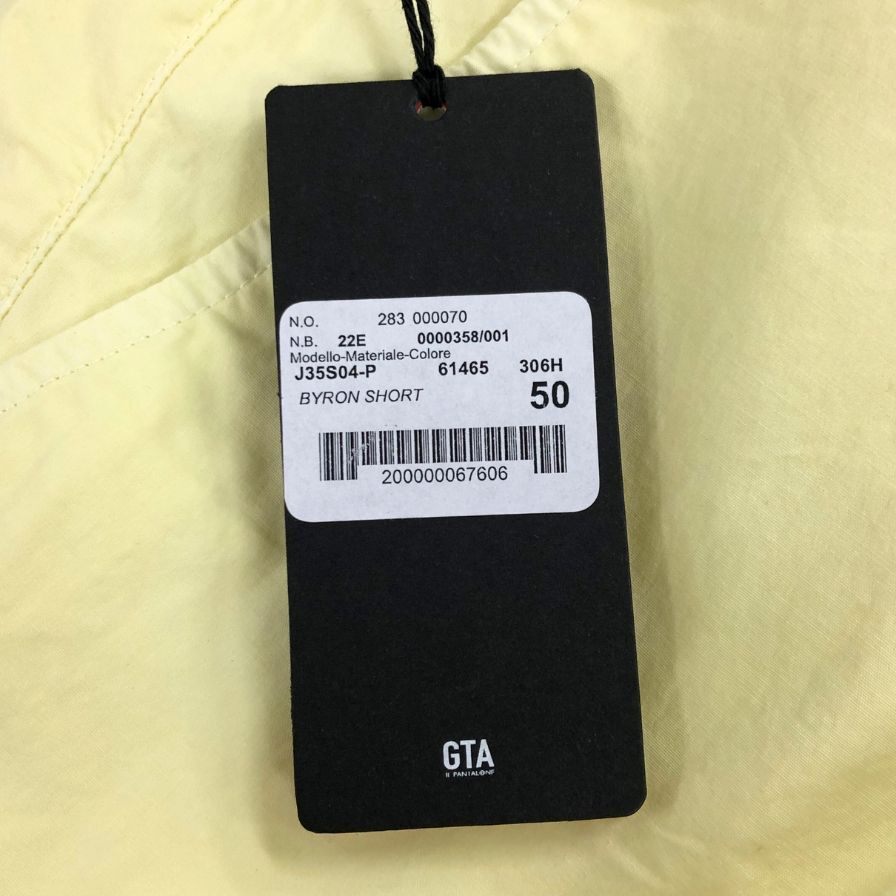 N.O. 283 000070
N.B. 22E 0000358/001
Modello-Materiale-Colore
J35S04-P 61465 306H
BYRON SHORT 50
200000067606
GTA
IL PANTALONE